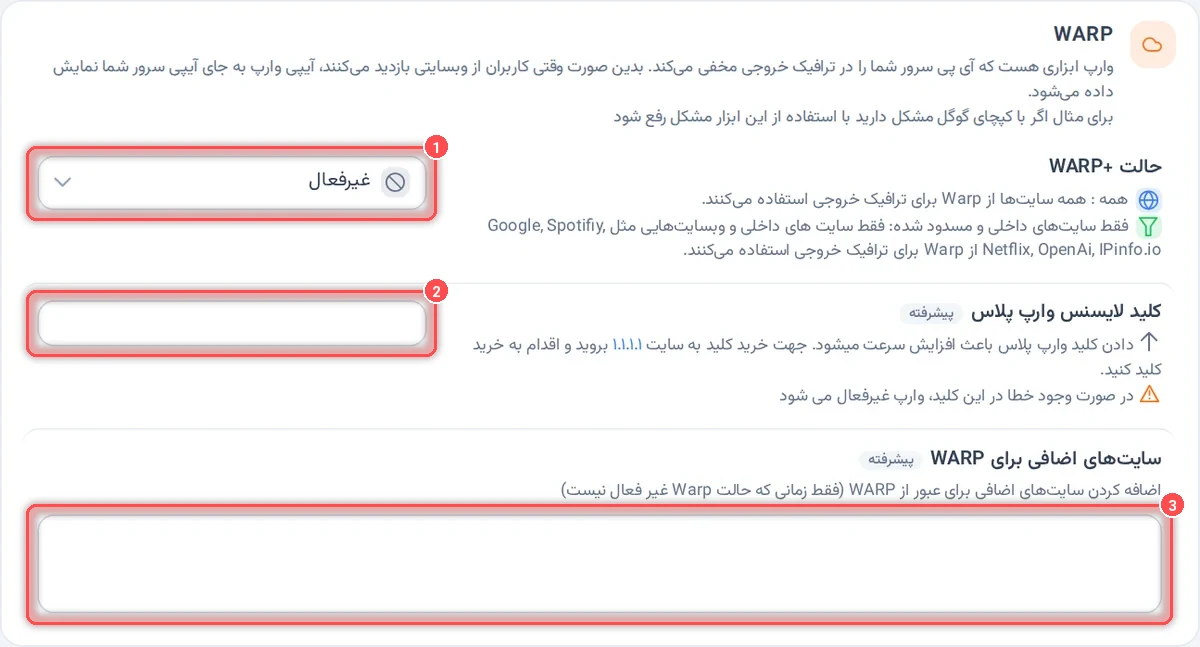 WARP
وارپ ابزاری هست که آی پی سرور شما را در ترافیک خروجی مخفی می‌کند. بدین صورت وقتی کاربران از وبسایتی بازدید می‌کنند، آیپی وارپ به جای آیپی سرور شما نمایش
داده می‌شود.
برای مثال اگر با کپچای گوگل مشکل دارید با استفاده از این ابزار مشکل رفع شود
حالت +WARP
1
غیرفعال
همه : همه سایت‌ها از Warp برای ترافیک خروجی استفاده می‌کنند.
فقط سایت‌های داخلی و مسدود شده: فقط سایت های داخلی و وبسایت‌هایی مثل Google, Spotifiy,
Netflix, OpenAi, IPinfo.io از Warp برای ترافیک خروجی استفاده می‌کنند.
کلید لایسنس وارپ پلاس پیشرفته
2
دادن کلید وارپ پلاس باعث افزایش سرعت میشود. جهت خرید کلید به سایت 1.1.1.1 بروید و اقدام به خرید
کلید کنید.
در صورت وجود خطا در این کلید، وارپ غیرفعال می شود
سایت‌های اضافی برای WARP پیشرفته
اضافه کردن سایت‌های اضافی برای عبور از WARP (فقط زمانی که حالت Warp غیر فعال نیست)
3